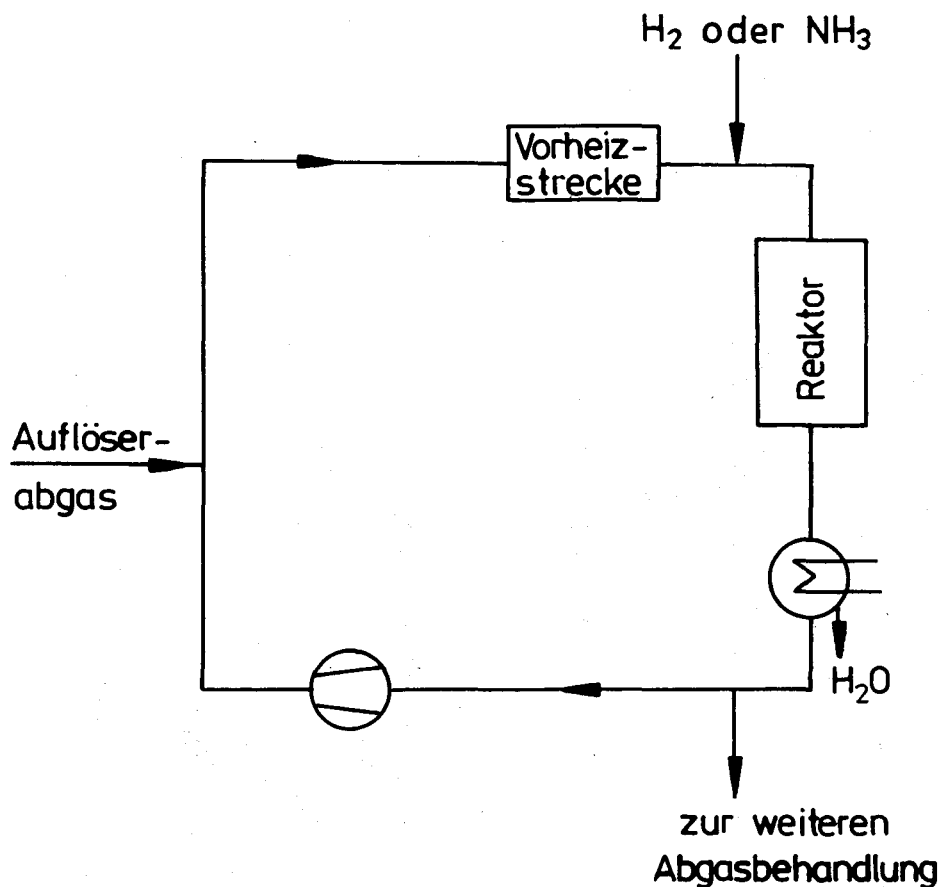 H₂ oder NH₃
Vorheiz-
strecke
Reaktor
Auflöser-
abgas
H₂O
zur weiteren
Abgasbehandlung